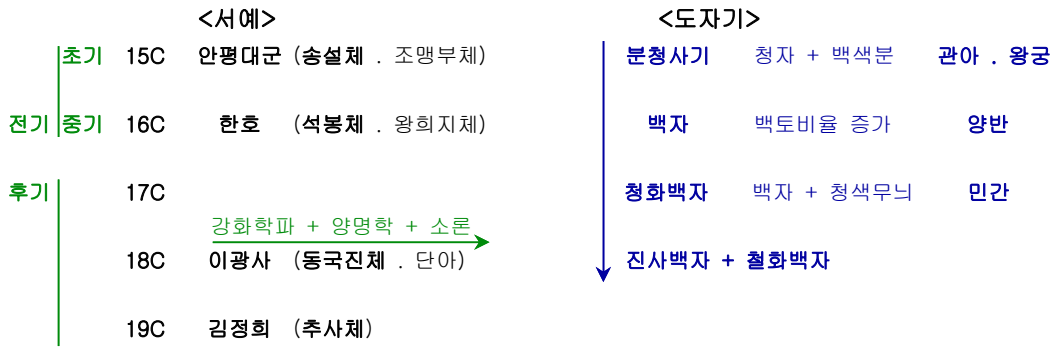 <서예> <도자기>
초기 15C 안평대군 (송설체 . 조맹부체) 분청사기 청자 + 백색분 관아 . 왕궁
전기 중기 16C 한호 (석봉체 . 왕희지체) 백자 백토비율 증가 양반
후기 17C 청화백자 백자 + 청색무늬 민간
강화학파 + 양명학 + 소론
18C 이광사 (동국진체 . 단아) 진사백자 + 철화백자
19C 김정희 (추사체)